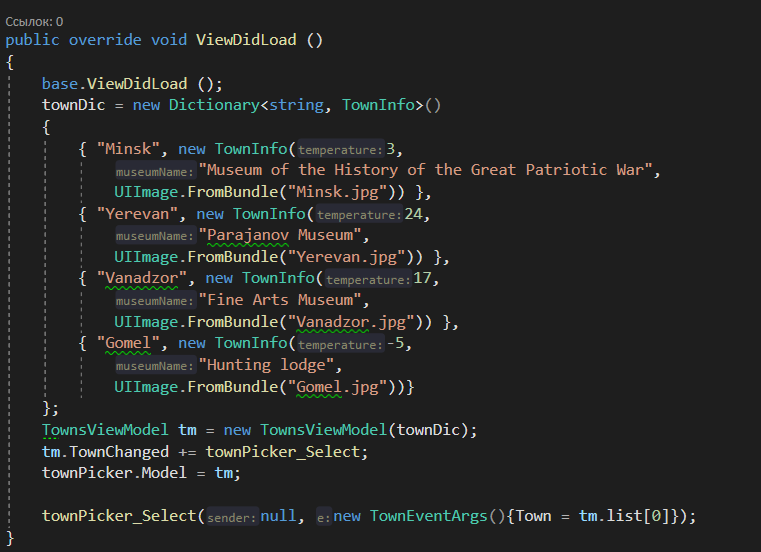 Ссылок: 0
public override void ViewDidLoad ()
{
base.ViewDidLoad ();
townDic = new Dictionary<string, TownInfo>()
{
{ "Minsk", new TownInfo(temperature: 3,
museumName: "Museum of the History of the Great Patriotic War",
UIImage.FromBundle("Minsk.jpg")) },
{ "Yerevan", new TownInfo(temperature: 24,
museumName: "Parajanov Museum",
UIImage.FromBundle("Yerevan.jpg")) },
{ "Vanadzor", new TownInfo(temperature: 17,
museumName: "Fine Arts Museum",
UIImage.FromBundle("Vanadzor.jpg")) },
{ "Gomel", new TownInfo(temperature: -5,
museumName: "Hunting lodge",
UIImage.FromBundle("Gomel.jpg"))}
};
TownsViewModel tm = new TownsViewModel(townDic);
tm.TownChanged += townPicker_Select;
townPicker.Model = tm;
townPicker_Select(sender: null, e: new TownEventArgs(){Town = tm.list[0]});
}